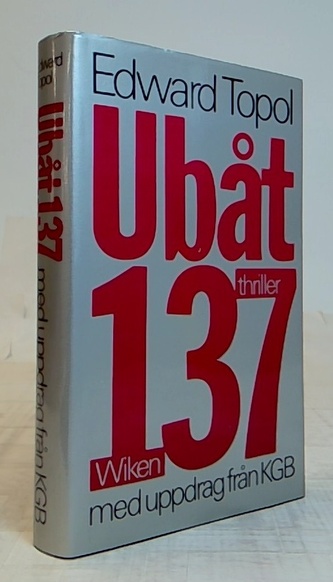 Edward Topol
Ubåt
137
thriller
Wiken
med uppdrag från KGB
Edward
Topol
Ubåt 137
med uppdrag från KGB